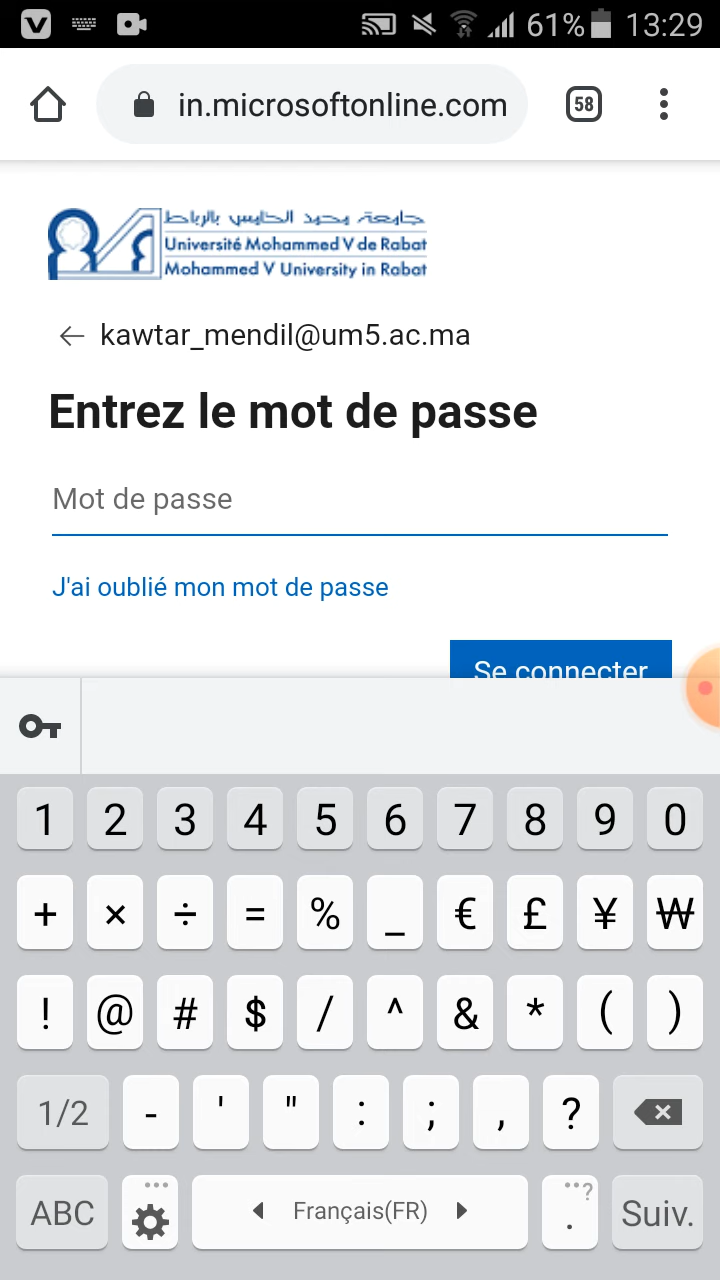 61% 13:29
in.microsoftonline.com 58
جامعة محمد الخامس بالرباط
Université Mohammed V de Rabat
Mohammed V University in Rabat
← kawtar_mendil@um5.ac.ma
Entrez le mot de passe
Mot de passe
J'ai oublié mon mot de passe
Se connecter
1 2 3 4 5 6 7 8 9 0
+ × ÷ = % _ € £ ¥ ₩
! @ # $ / ^ & * ( )
1/2 - ' " : ; , ?
ABC Français(FR) . Suiv.